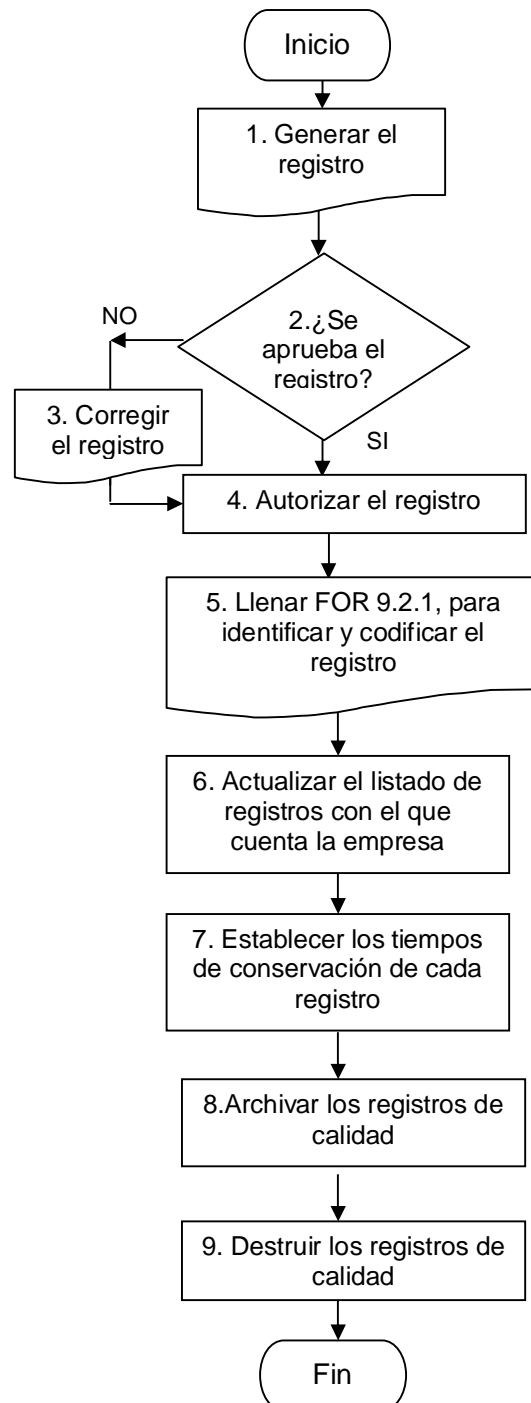 Inicio
1. Generar el
registro
2.¿Se
aprueba el
registro?
NO
SI
3. Corregir
el registro
4. Autorizar el registro
5. Llenar FOR 9.2.1, para
identificar y codificar el
registro
6. Actualizar el listado de
registros con el que
cuenta la empresa
7. Establecer los tiempos
de conservación de cada
registro
8.Archivar los registros de
calidad
9. Destruir los registros de
calidad
Fin